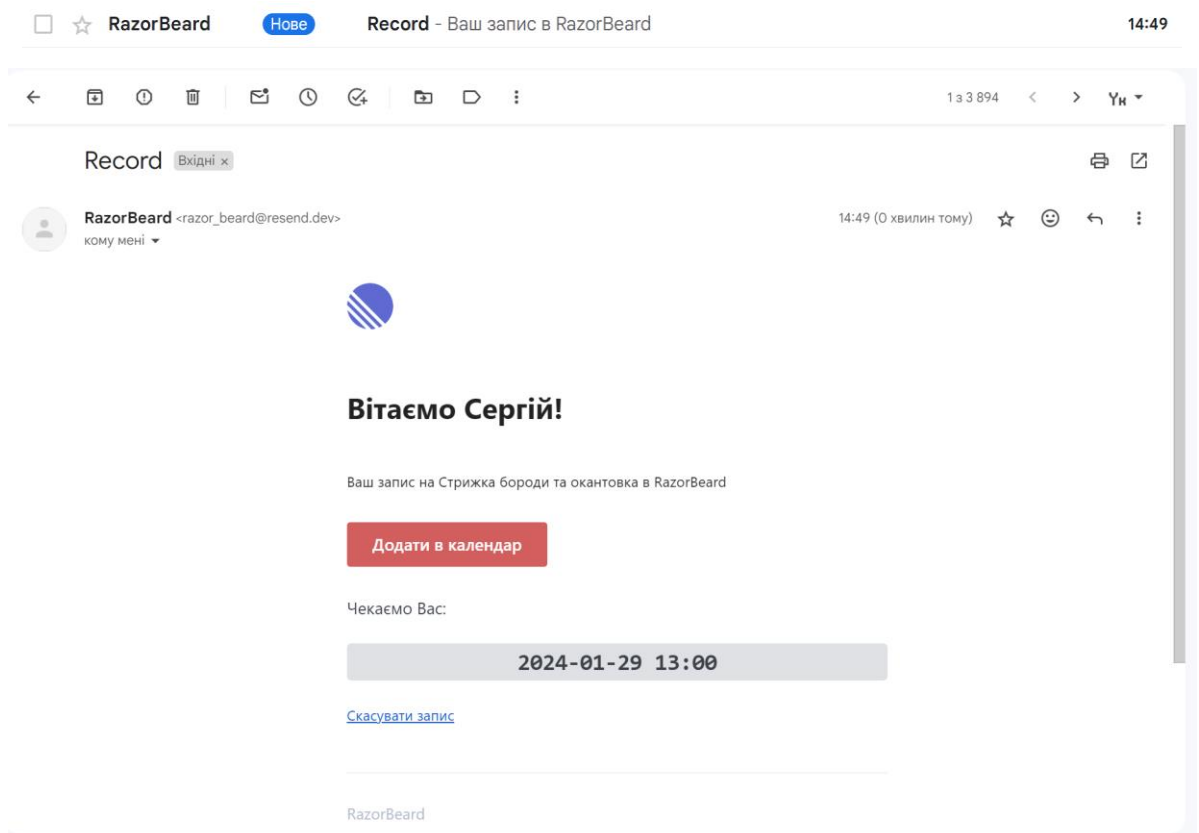 RazorBeard Нове Record - Ваш запис в RazorBeard 14:49
1 з 3 894 Ук
Record Вхідні ×
RazorBeard <razor_beard@resend.dev> 14:49 (0 хвилин тому)
кому мені
Вітаємо Сергій!
Ваш запис на Стрижка бороди та окантовка в RazorBeard
Додати в календар
Чекаємо Вас:
2024-01-29 13:00
Скасувати запис
RazorBeard